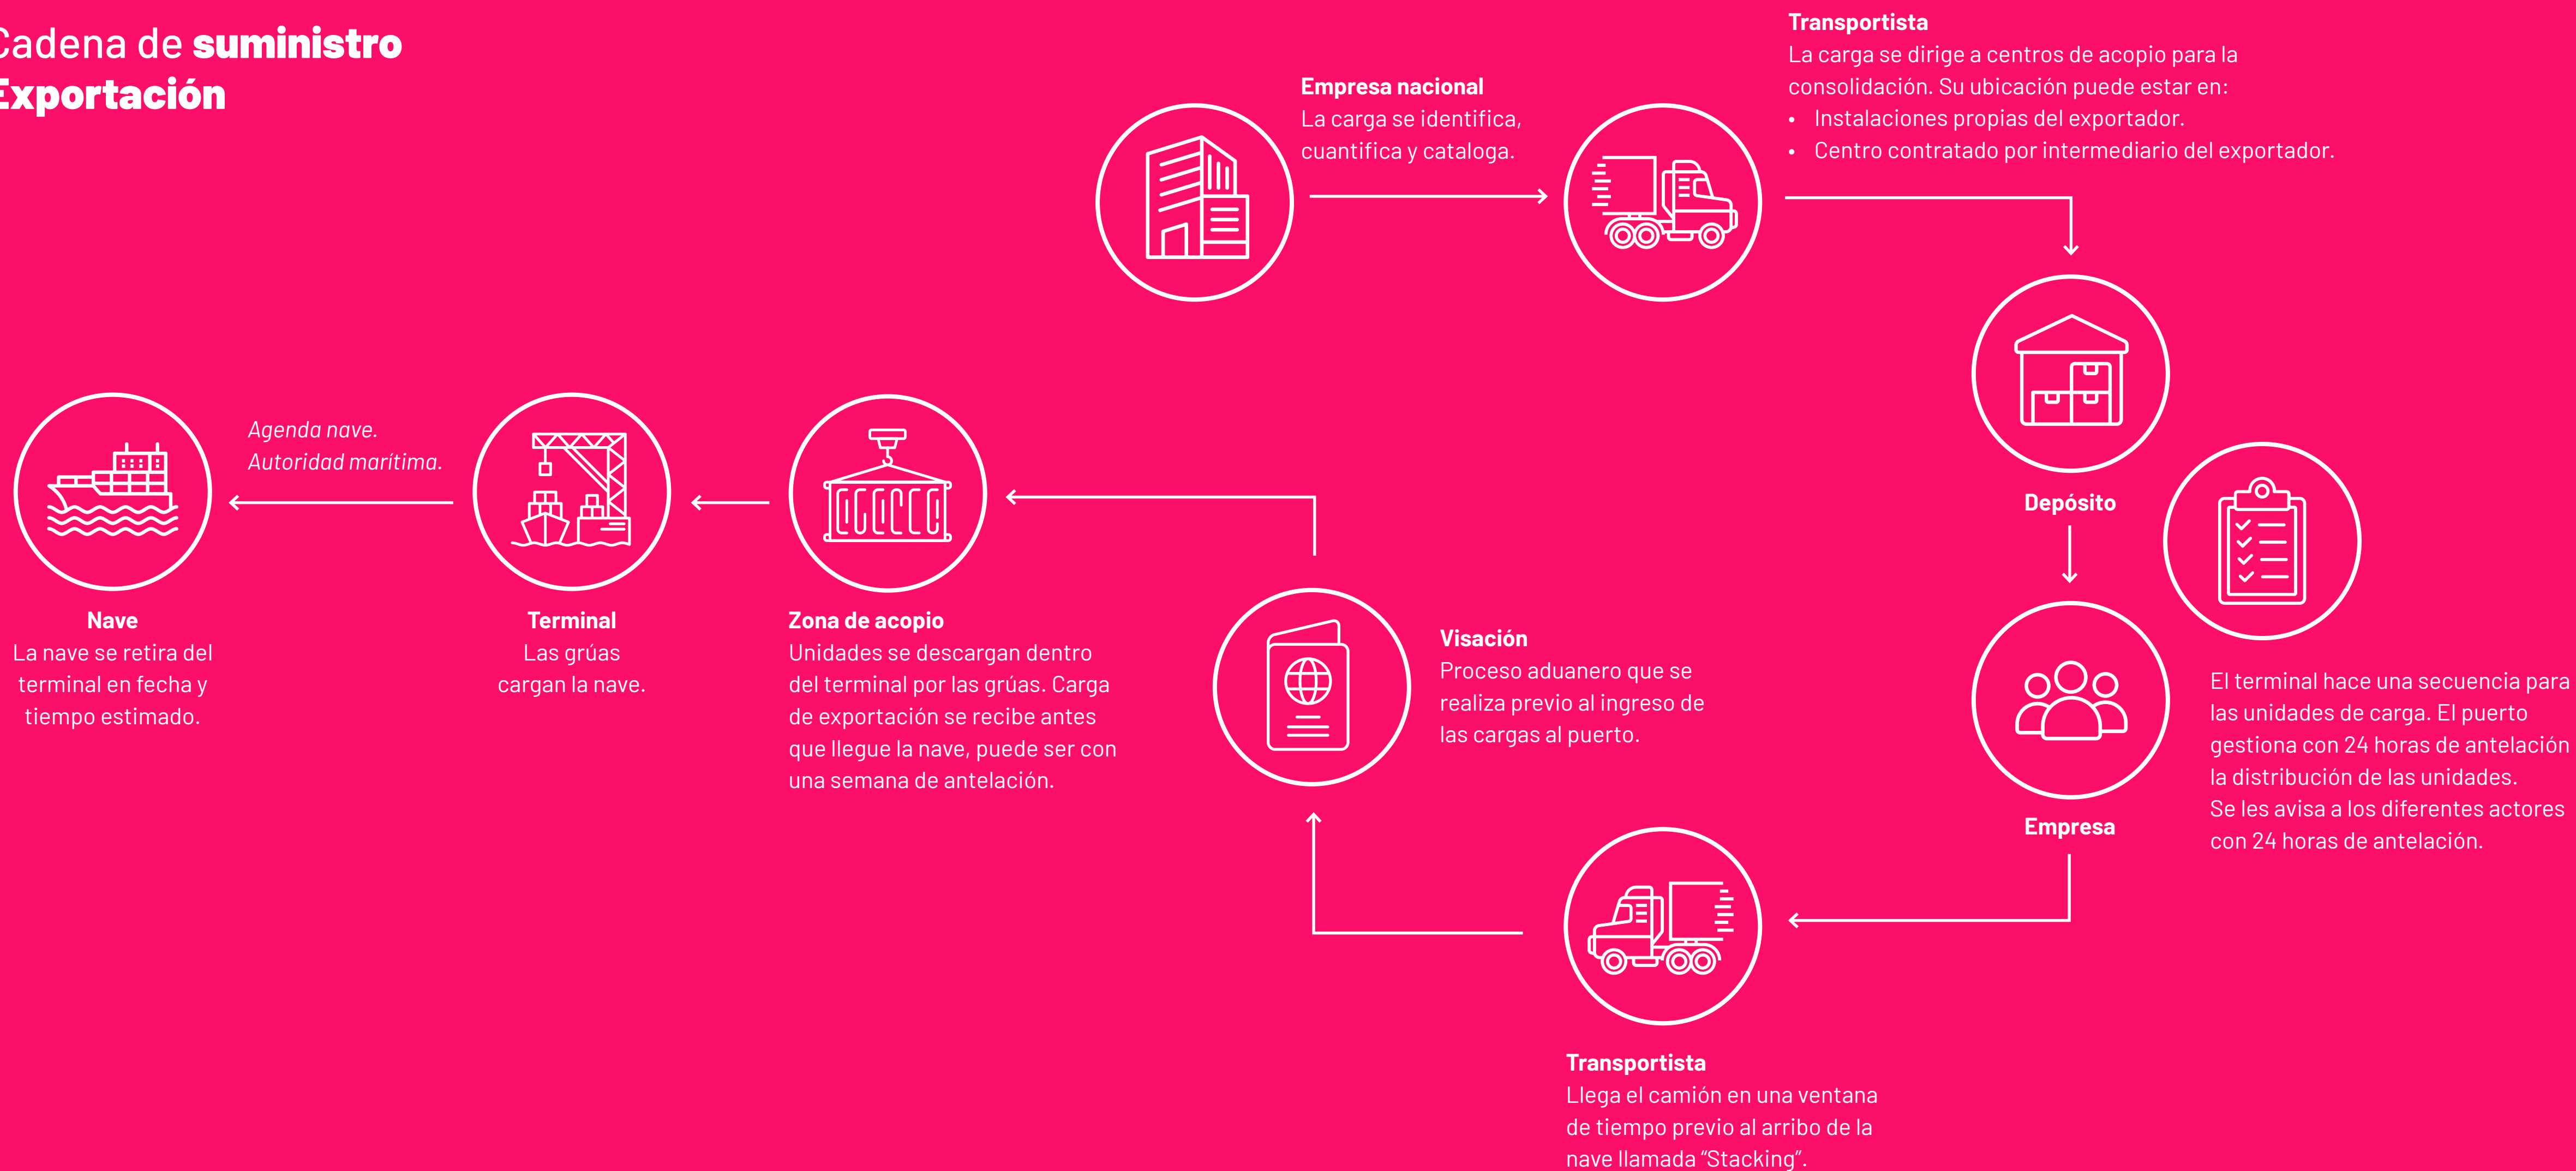 Cadena de suministro
Exportación
Empresa nacional
La carga se identifica,
cuantifica y cataloga.
Transportista
La carga se dirige a centros de acopio para la
consolidación. Su ubicación puede estar en:
• Instalaciones propias del exportador.
• Centro contratado por intermediario del exportador.
Depósito
Empresa
El terminal hace una secuencia para
las unidades de carga. El puerto
gestiona con 24 horas de antelación
la distribución de las unidades.
Se les avisa a los diferentes actores
con 24 horas de antelación.
Transportista
Llega el camión en una ventana
de tiempo previo al arribo de la
nave llamada “Stacking”.
Visación
Proceso aduanero que se
realiza previo al ingreso de
las cargas al puerto.
Zona de acopio
Unidades se descargan dentro
del terminal por las grúas. Carga
de exportación se recibe antes
que llegue la nave, puede ser con
una semana de antelación.
Terminal
Las grúas
cargan la nave.
Agenda nave.
Autoridad marítima.
Nave
La nave se retira del
terminal en fecha y
tiempo estimado.